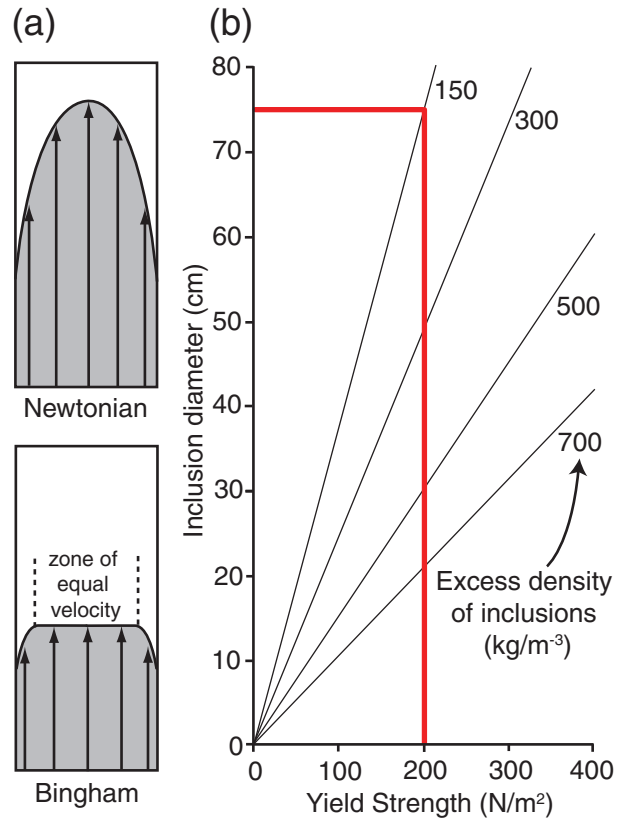 (a)
Newtonian
zone of
equal
velocity
Bingham
(b)
Inclusion diameter (cm)
80
70
60
50
40
30
20
10
0
150
300
500
700
Excess density
of inclusions
(kg/m⁻³)
0 100 200 300 400
Yield Strength (N/m²)